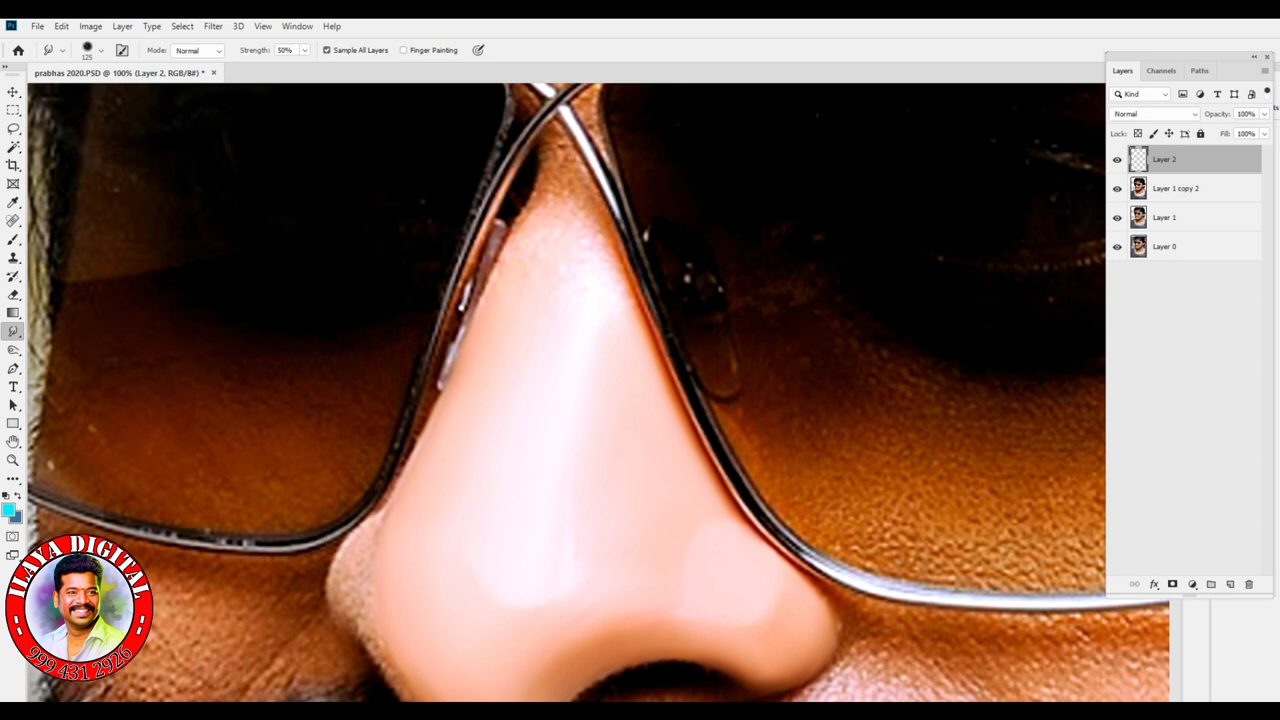 Ps File Edit Image Layer Type Select Filter 3D View Window Help
125 Mode: Normal Strength: 50% Sample All Layers Finger Painting
prabhas 2020.PSD @ 100% (Layer 2, RGB/8#) * ×
Layers Channels Paths
Kind
Normal Opacity: 100%
Lock: Fill: 100%
Layer 2
Layer 1 copy 2
Layer 1
Layer 0
ILAYA DIGITAL
999 431 2926